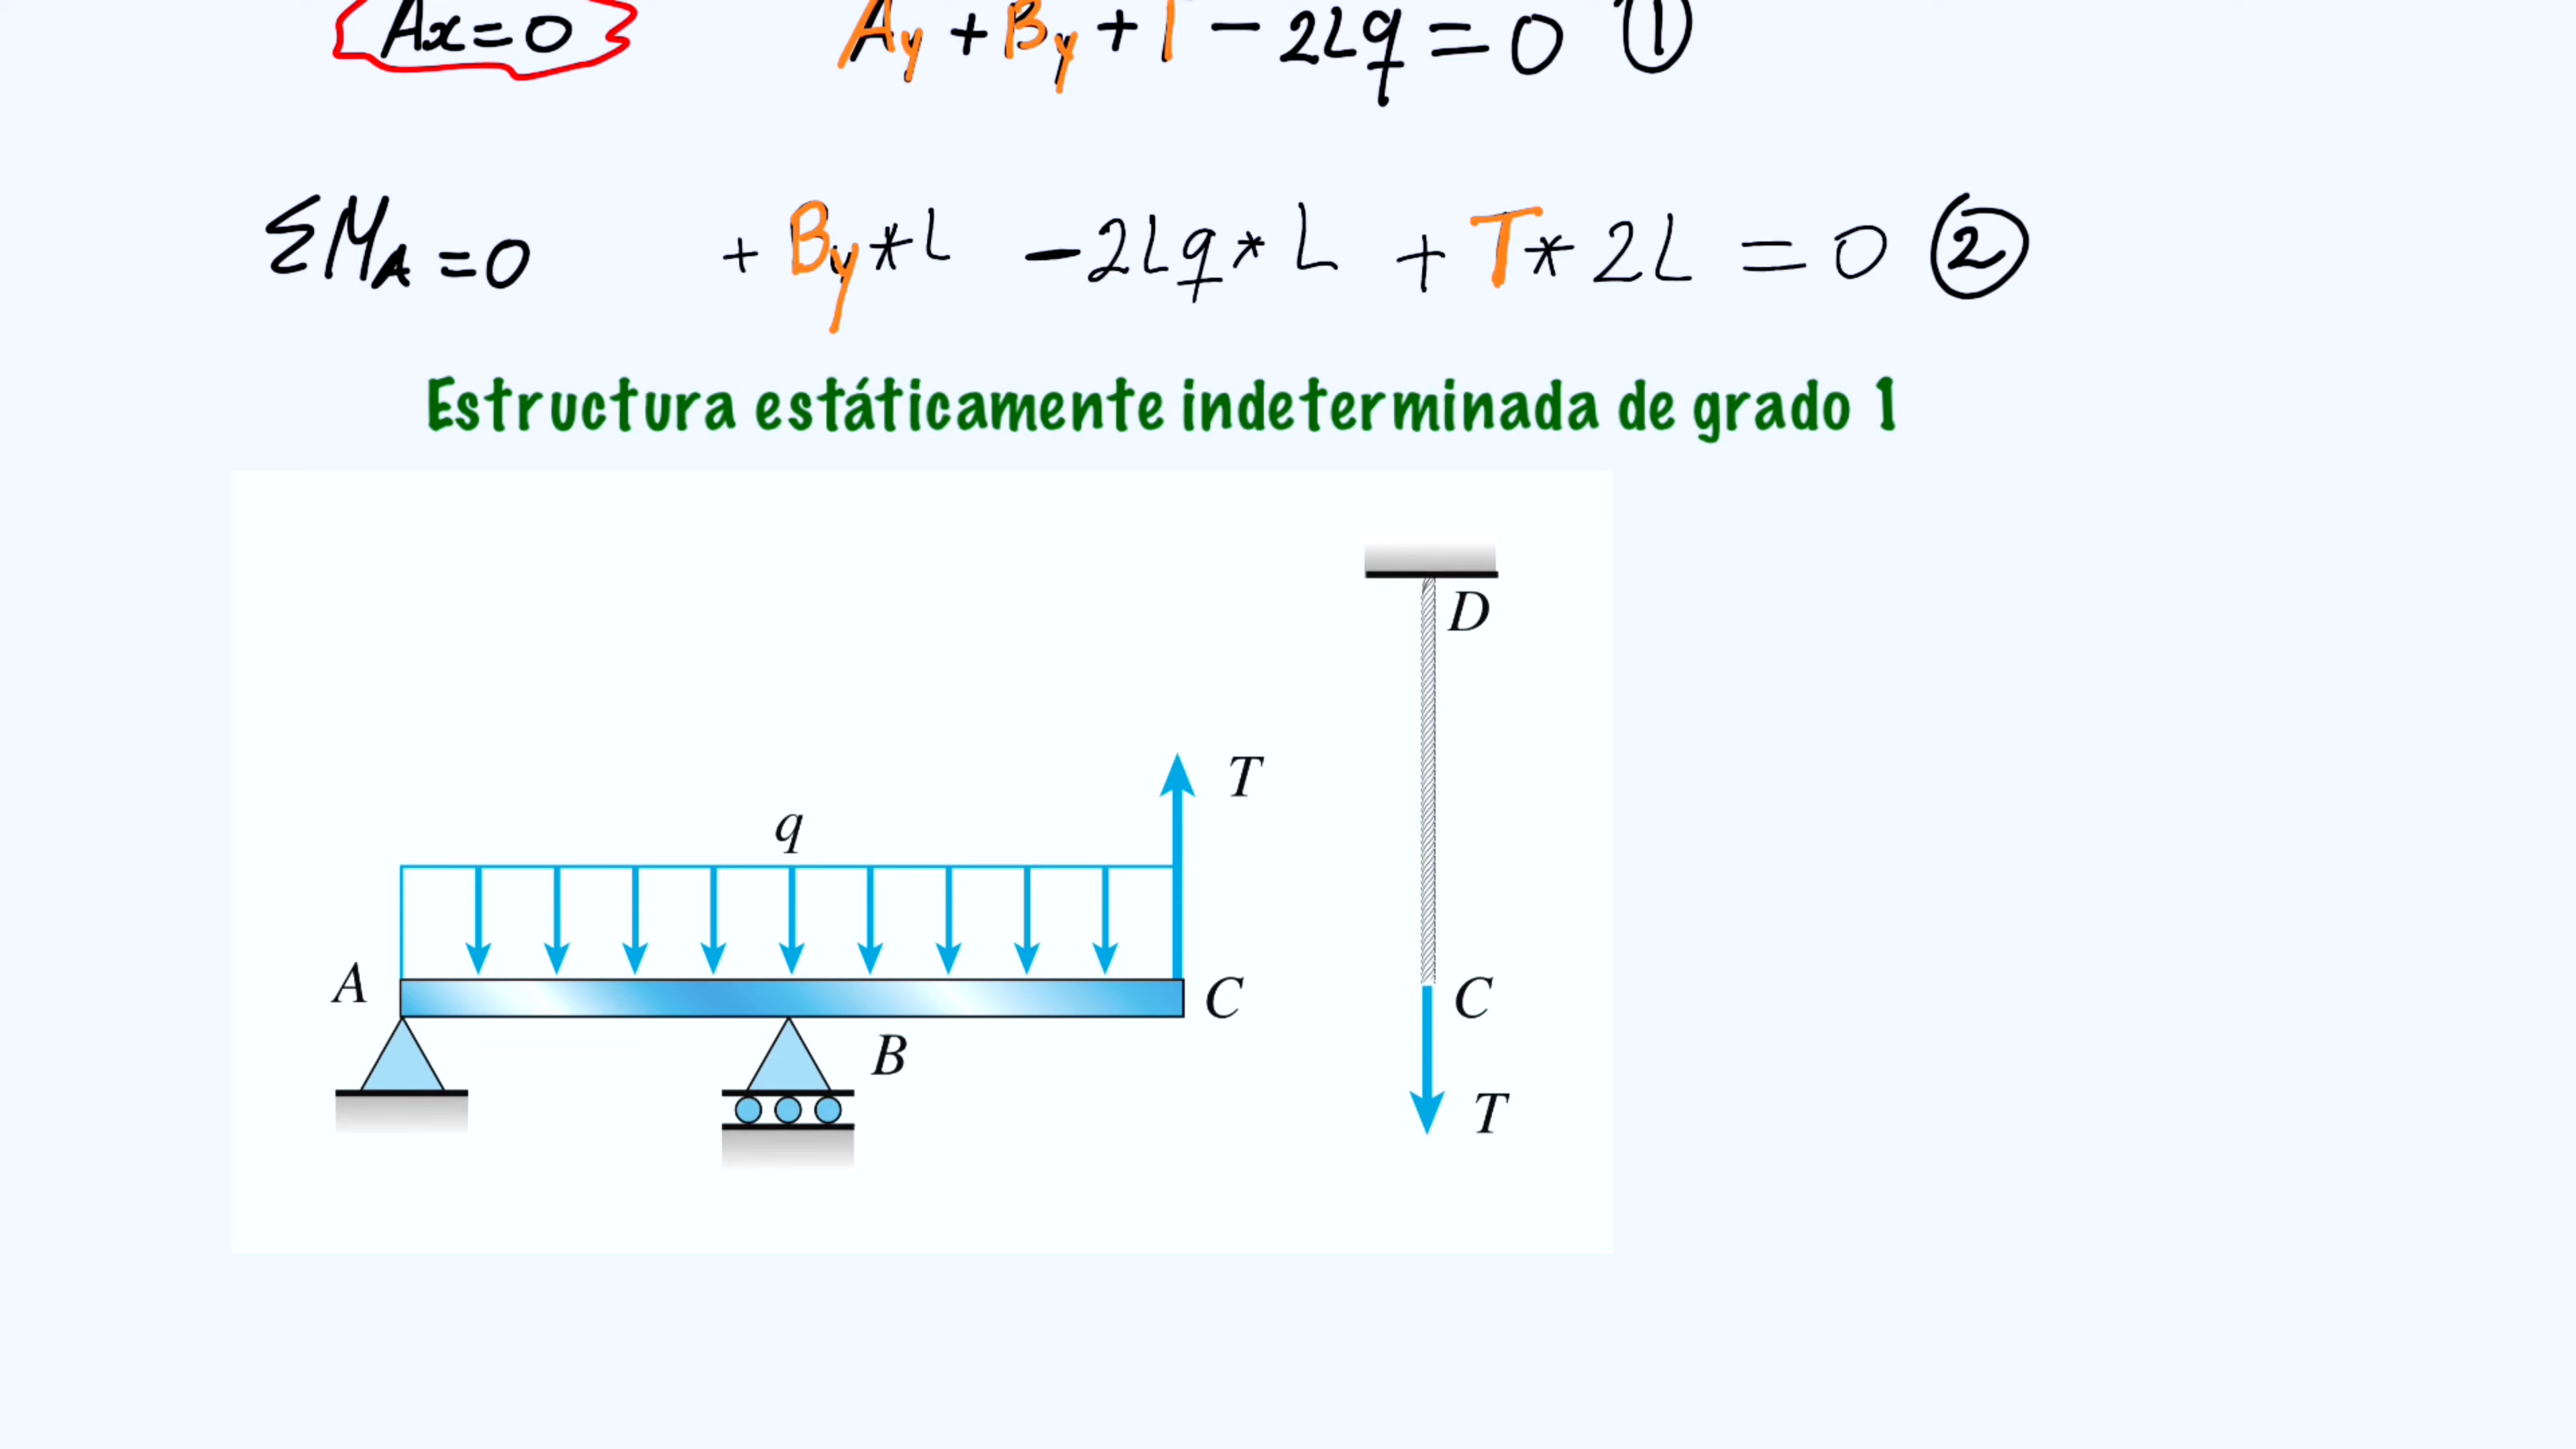 Ax=0 Ay + By + T - 2Lq = 0 ①
ΣM_A=0 + By*L -2Lq*L + T*2L = 0 ②
Estructura estáticamente indeterminada de grado 1
D
T
q
A
C
C
B
T